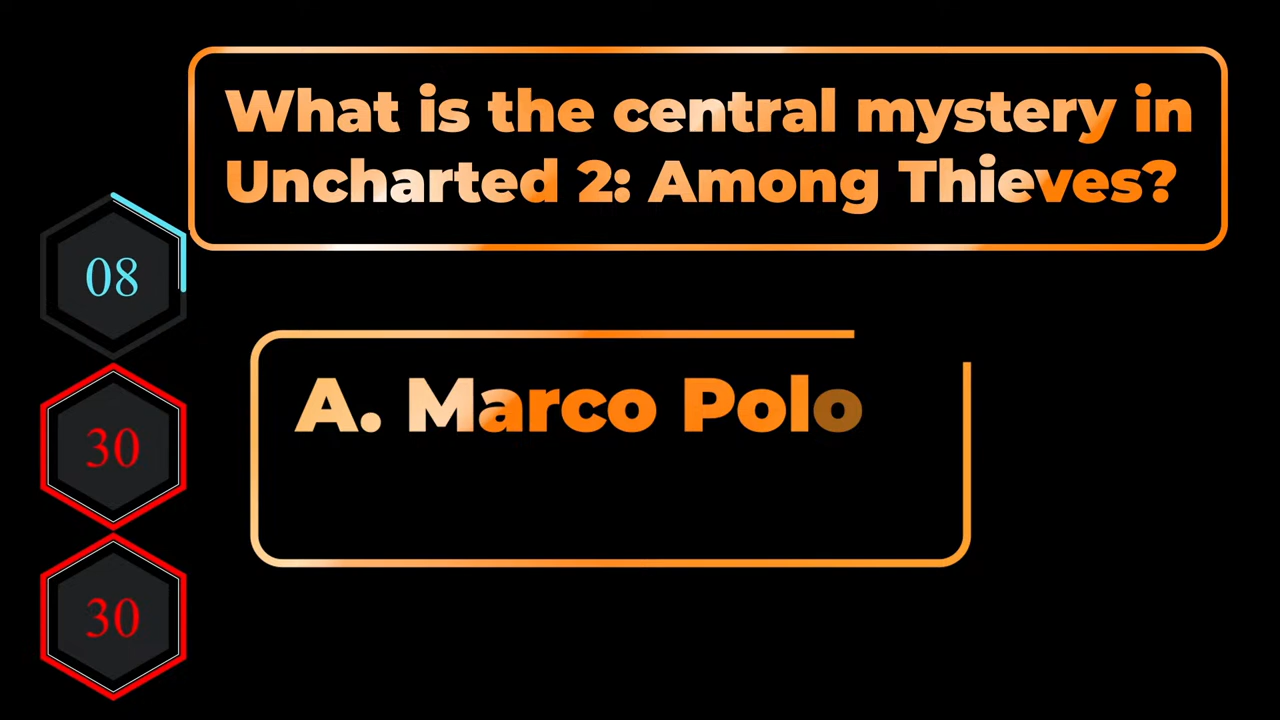 What is the central mystery in
Uncharted 2: Among Thieves?
08
A. Marco Polo
30
30